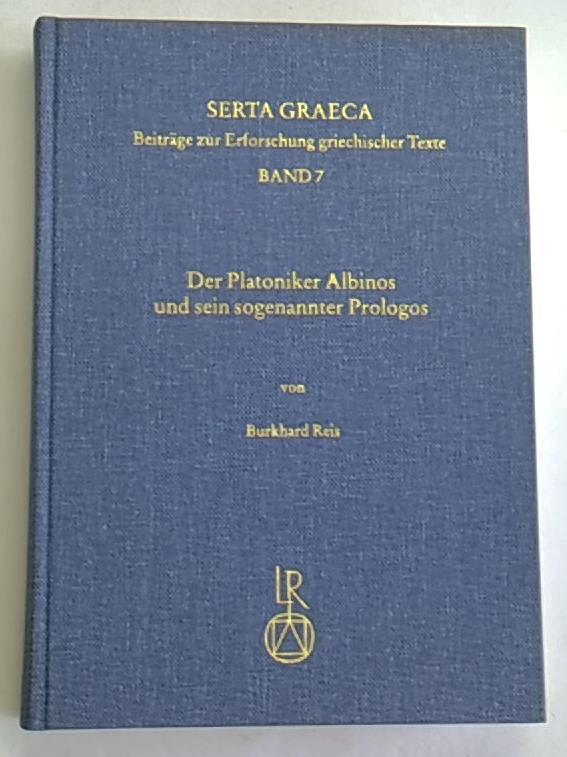 SERTA GRAECA
Beiträge zur Erforschung griechischer Texte
BAND 7
Der Platoniker Albinos
und sein sogenannter Prologos
von
Burkhard Reis
LR